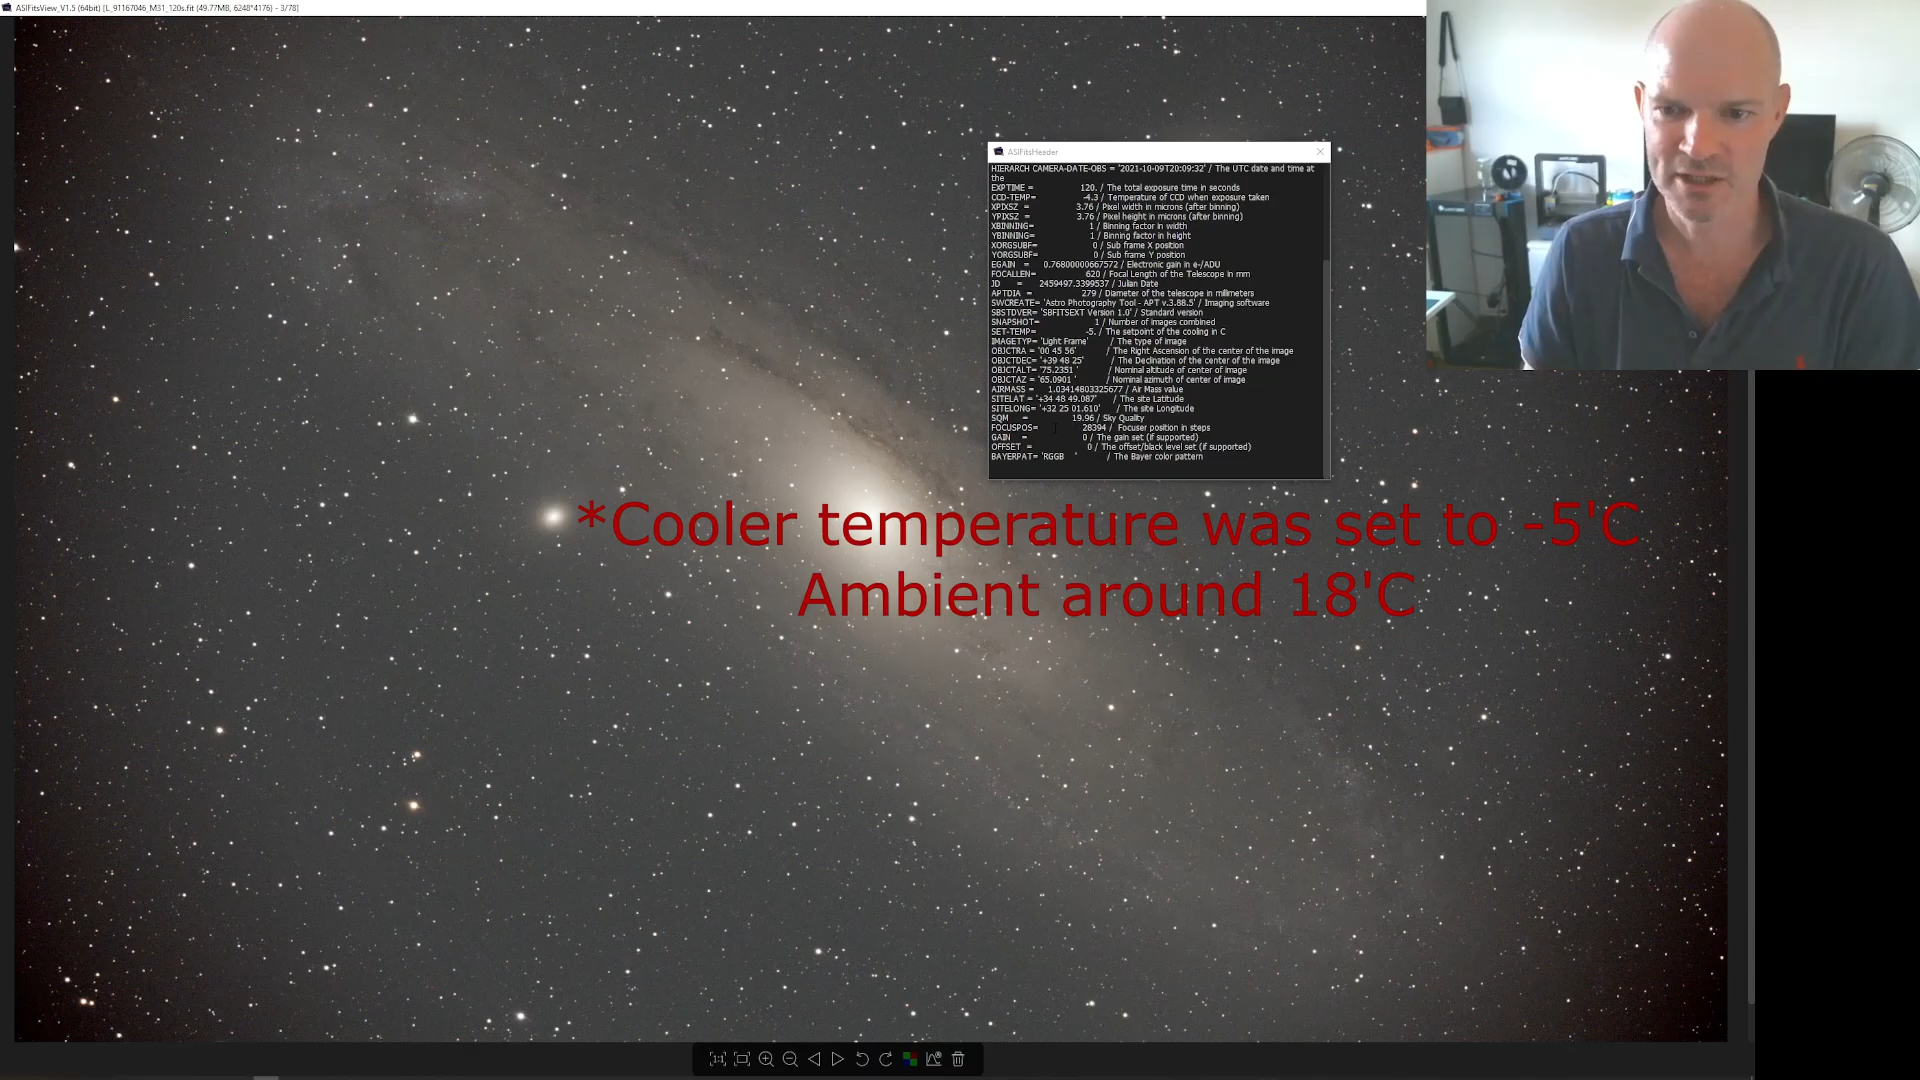 ASIFitsView_V1.5 (64bit) [L_91167046_M31_120s.fit (49.77MB, 6248*4176) - 3/78]
ASIFitsHeader
HIERARCH CAMERA-DATE-OBS = '2021-10-09T20:09:32' / The UTC date and time at
the
EXPTIME = 120. / The total exposure time in seconds
CCD-TEMP= -4.3 / Temperature of CCD when exposure taken
XPIXSZ = 3.76 / Pixel width in microns (after binning)
YPIXSZ = 3.76 / Pixel height in microns (after binning)
XBINNING= 1 / Binning factor in width
YBINNING= 1 / Binning factor in height
XORGSUBF= 0 / Sub frame X position
YORGSUBF= 0 / Sub frame Y position
EGAIN = 0.76800000667572 / Electronic gain in e-/ADU
FOCALLEN= 620 / Focal Length of the Telescope in mm
JD = 2459497.3399537 / Julian Date
APTDIA = 279 / Diameter of the telescope in millimeters
SWCREATE= 'Astro Photography Tool - APT v.3.88.5' / Imaging software
SBSTDVER= 'SBFITSEXT Version 1.0' / Standard version
SNAPSHOT= 1 / Number of images combined
SET-TEMP= -5. / The setpoint of the cooling in C
IMAGETYP= 'Light Frame' / The type of image
OBJCTRA = '00 45 56' / The Right Ascension of the center of the image
OBJCTDEC= '+39 48 25' / The Declination of the center of the image
OBJCTALT= '75.2351 ' / Nominal altitude of center of image
OBJCTAZ = '65.0901 ' / Nominal azimuth of center of image
AIRMASS = 1.03414803325677 / Air Mass value
SITELAT = '+34 48 49.087' / The site Latitude
SITELONG= '+32 25 01.610' / The site Longitude
SQM = 19.96 / Sky Quality
FOCUSPOS= 28394 / Focuser position in steps
GAIN = 0 / The gain set (if supported)
OFFSET = 0 / The offset/black level set (if supported)
BAYERPAT= 'RGGB ' / The Bayer color pattern
*Cooler temperature was set to -5'C
Ambient around 18'C
1:1